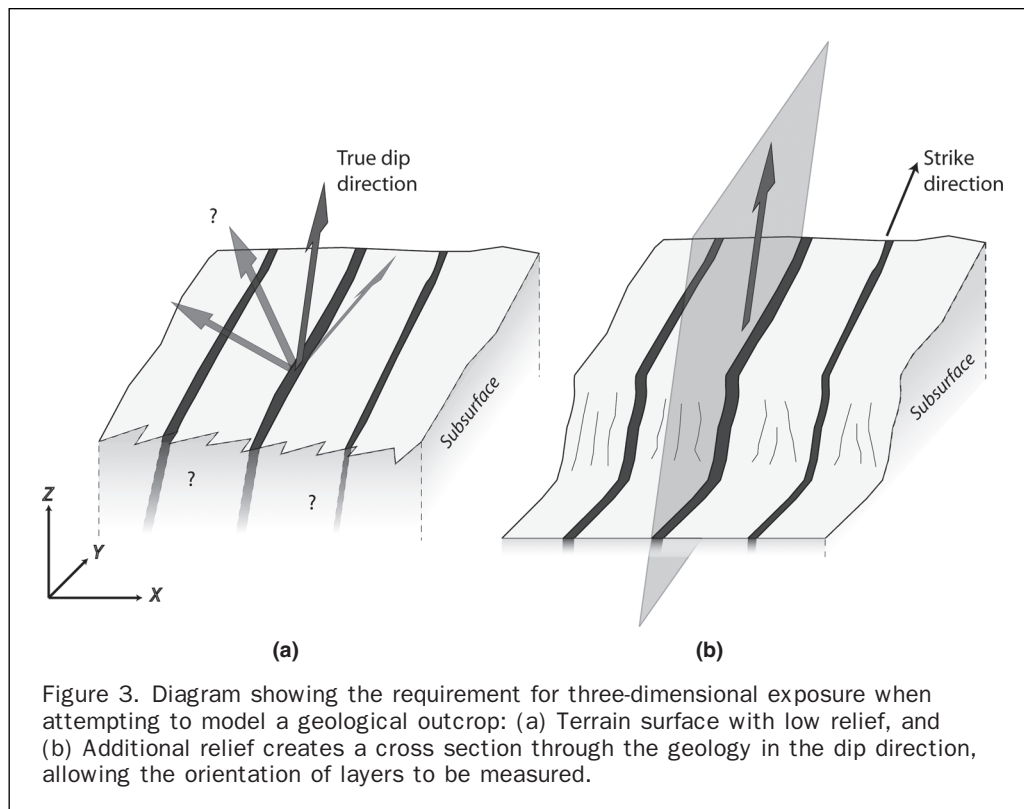 True dip
direction
?
Subsurface
?
?
Z
Y
X
(a)
Strike
direction
Subsurface
(b)
Figure 3. Diagram showing the requirement for three-dimensional exposure when
attempting to model a geological outcrop: (a) Terrain surface with low relief, and
(b) Additional relief creates a cross section through the geology in the dip direction,
allowing the orientation of layers to be measured.